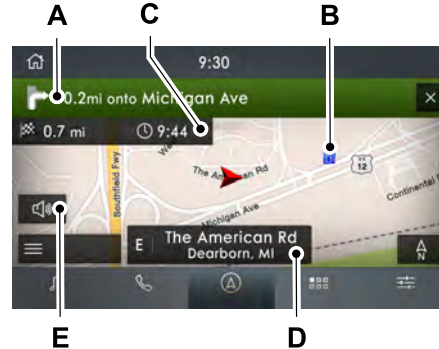 A
C
B
9:30
0.2mi onto Michigan Ave
0.7 mi
9:44
12
The American Rd
Southfield Fwy
Continental
Michigan Ave
E
The American Rd
Dearborn, MI
N
E
D